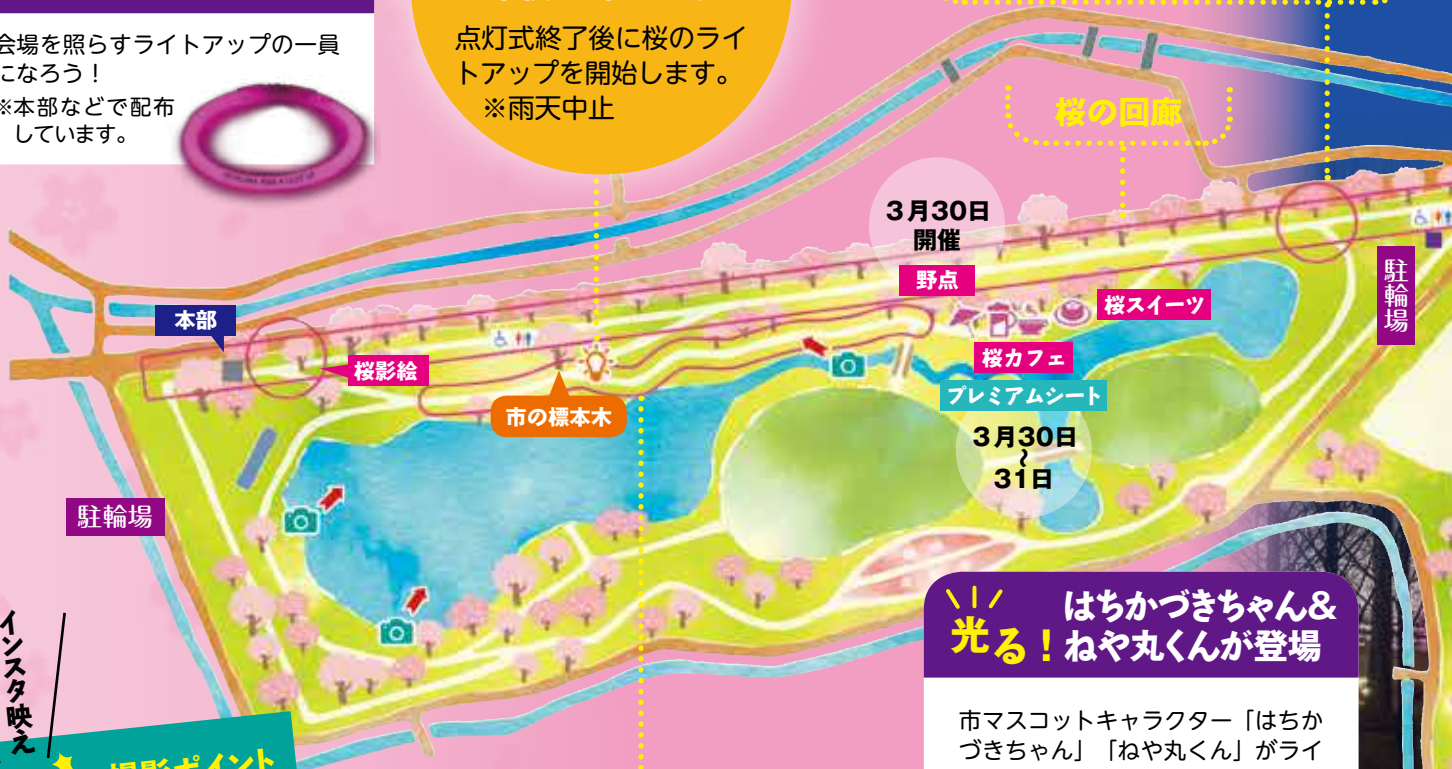 会場を照らすライトアップの一員
になろう！
※本部などで配布
しています。
点灯式終了後に桜のライ
トアップを開始します。
※雨天中止
桜の回廊
3月30日
開催
野点
桜スイーツ
桜カフェ
プレミアムシート
3月30日
〜
31日
駐輪場
本部
桜影絵
市の標本木
駐輪場
インスタ映え
撮影ポイント
光る！
はちかづきちゃん&
ねや丸くんが登場
市マスコットキャラクター「はちか
づきちゃん」「ねや丸くん」がライ